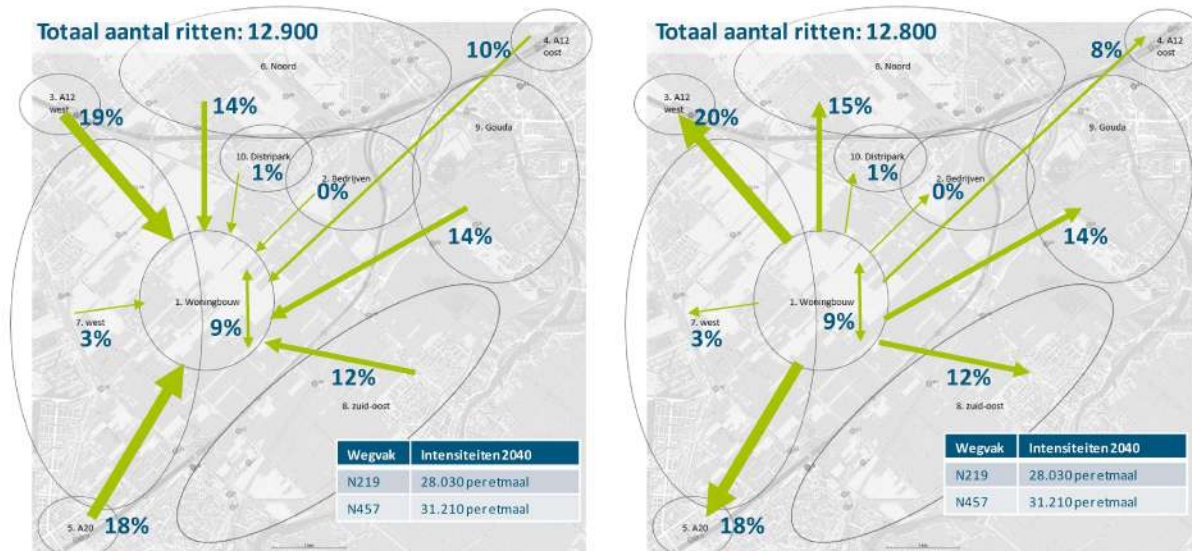 Totaal aantal ritten: 12.900
10%
4. A12
oost
6. Noord
3. A12
west
19%
14%
9. Gouda
10. Distripark
1%
2. Bedrijven
0%
14%
1. Woningbouw
7. west
3%
9%
12%
8. zuid-oost
Wegvak Intensiteiten 2040
N219 28.030 per etmaal
N457 31.210 per etmaal
5. A20
18%
Totaal aantal ritten: 12.800
8%
4. A12
oost
6. Noord
3. A12
west
20%
15%
9. Gouda
10. Distripark
1%
2. Bedrijven
0%
14%
1. Woningbouw
7. west
3%
9%
12%
8. zuid-oost
Wegvak Intensiteiten 2040
N219 28.030 per etmaal
N457 31.210 per etmaal
5. A20
18%